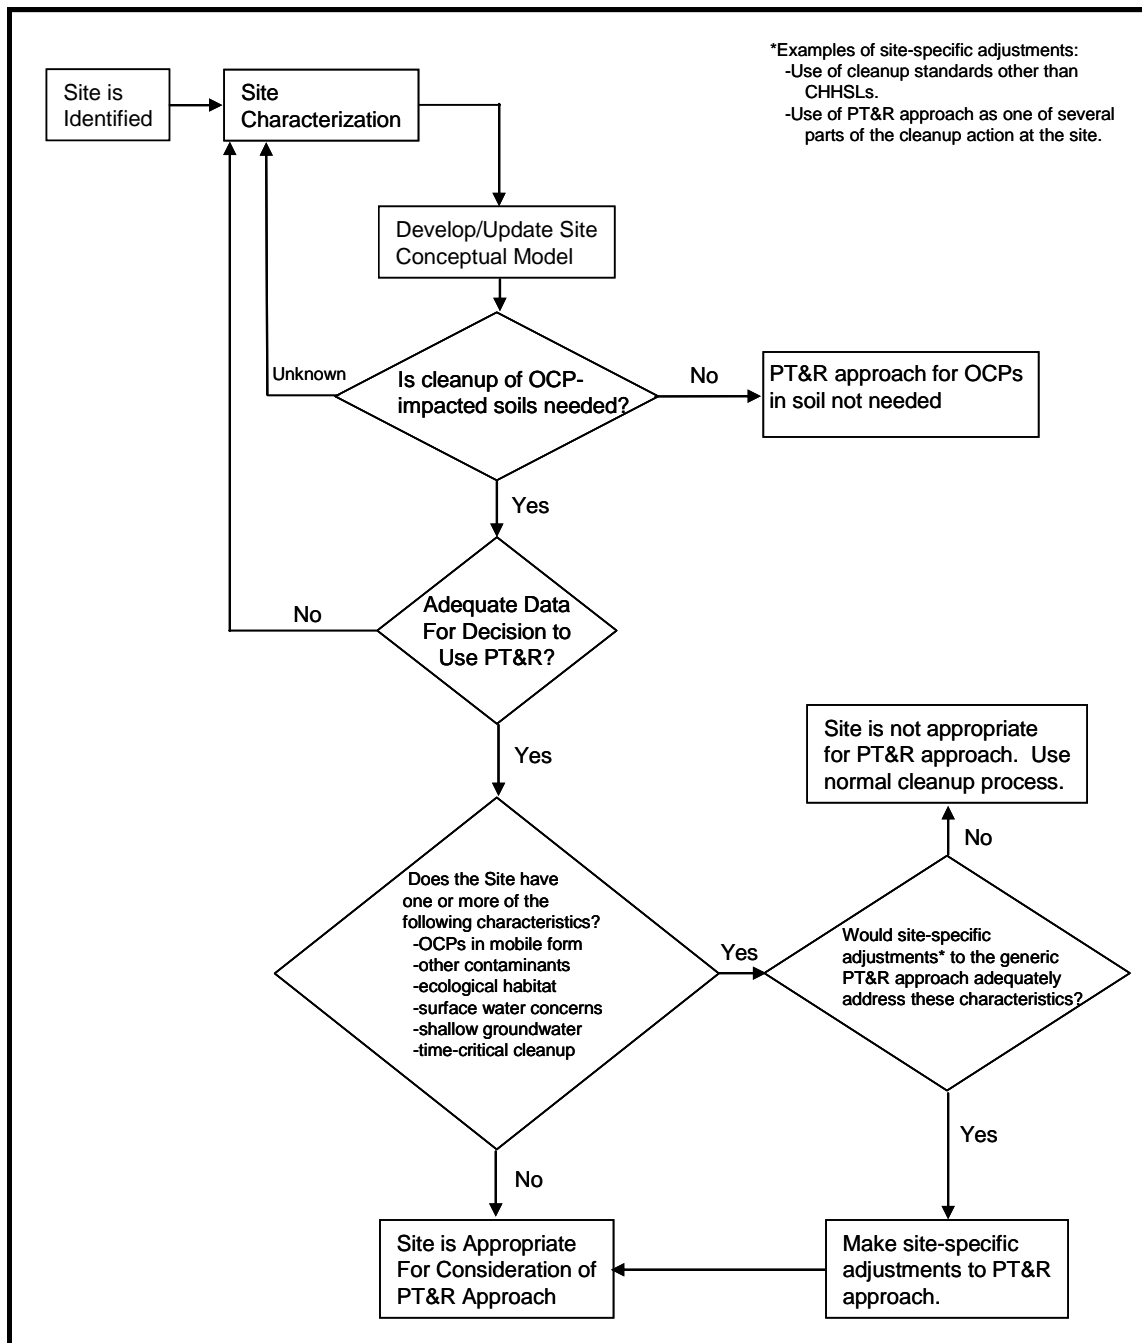 *Examples of site-specific adjustments:
-Use of cleanup standards other than
CHHSLs.
-Use of PT&R approach as one of several
parts of the cleanup action at the site.
Site is
Identified
Site
Characterization
Develop/Update Site
Conceptual Model
Unknown
Is cleanup of OCP-
impacted soils needed?
No
PT&R approach for OCPs
in soil not needed
Yes
No
Adequate Data
For Decision to
Use PT&R?
Yes
Site is not appropriate
for PT&R approach. Use
normal cleanup process.
No
Does the Site have
one or more of the
following characteristics?
-OCPs in mobile form
-other contaminants
-ecological habitat
-surface water concerns
-shallow groundwater
-time-critical cleanup
Yes
Would site-specific
adjustments* to the generic
PT&R approach adequately
address these characteristics?
Yes
No
Site is Appropriate
For Consideration of
PT&R Approach
Make site-specific
adjustments to PT&R
approach.